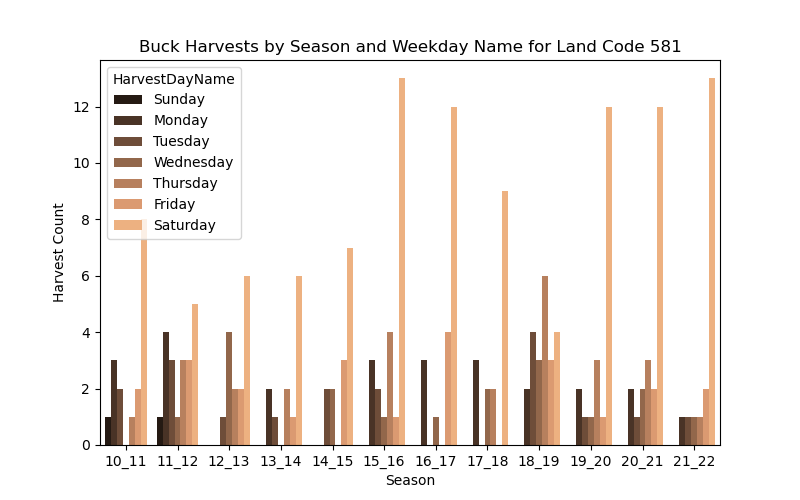 Buck Harvests by Season and Weekday Name for Land Code 581
HarvestDayName
Sunday
Monday
Tuesday
Wednesday
Thursday
Friday
Saturday
12
10
8
6
4
2
0
Harvest Count
10_11 11_12 12_13 13_14 14_15 15_16 16_17 17_18 18_19 19_20 20_21 21_22
Season